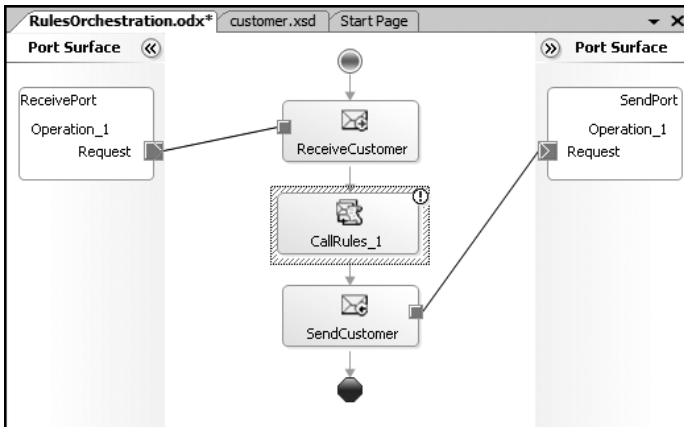 RulesOrchestration.odx* customer.xsd Start Page
Port Surface
Port Surface
ReceivePort
Operation_1
Request
ReceiveCustomer
CallRules_1
SendCustomer
SendPort
Operation_1
Request